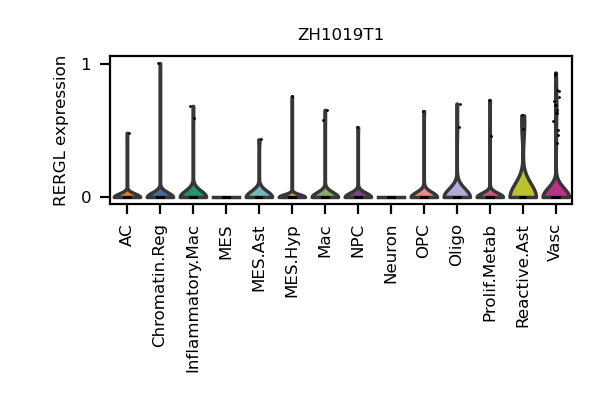 ZH1019T1
RERGL expression
1
0
AC
Chromatin.Reg
Inflammatory.Mac
MES
MES.Ast
MES.Hyp
Mac
NPC
Neuron
OPC
Oligo
Prolif.Metab
Reactive.Ast
Vasc